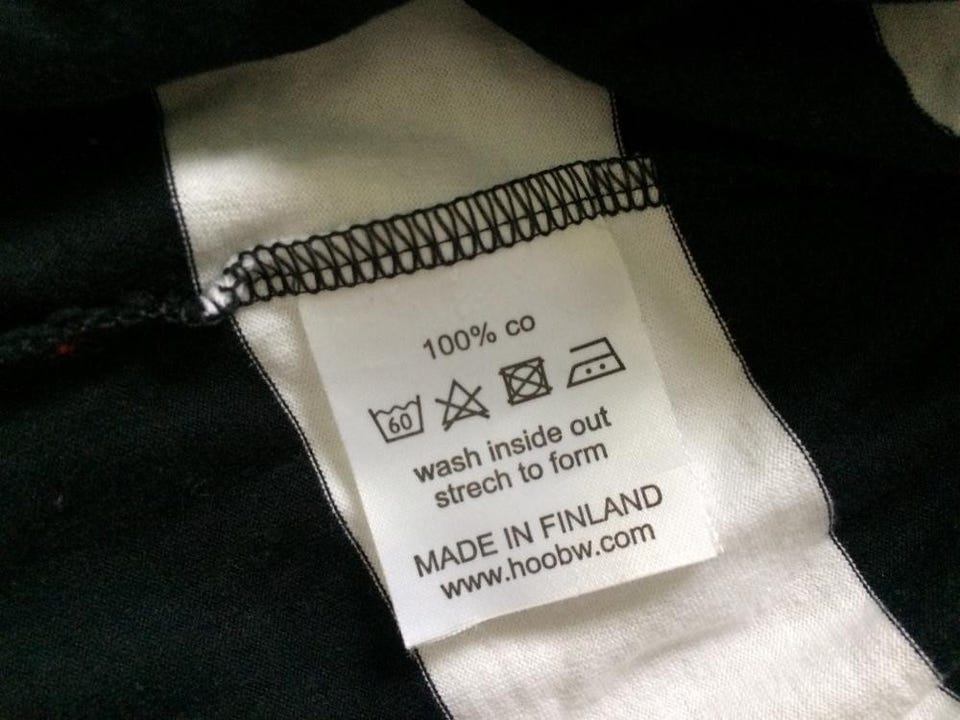 100% co
60
wash inside out
strech to form
MADE IN FINLAND
www.hoobw.com